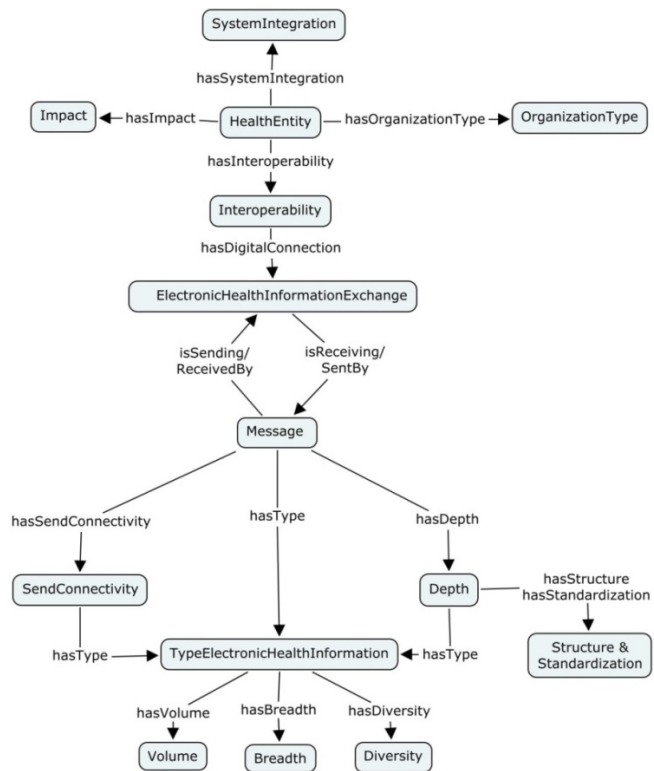 SystemIntegration
hasSystemIntegration
Impact
hasImpact
HealthEntity
hasOrganizationType
OrganizationType
hasInteroperability
Interoperability
hasDigitalConnection
ElectronicHealthInformationExchange
isSending/
ReceivedBy
isReceiving/
SentBy
Message
hasSendConnectivity
hasType
hasDepth
SendConnectivity
Depth
hasStructure
hasStandardization
Structure &
Standardization
hasType
TypeElectronicHealthInformation
hasType
hasVolume
hasBreadth
hasDiversity
Volume
Breadth
Diversity